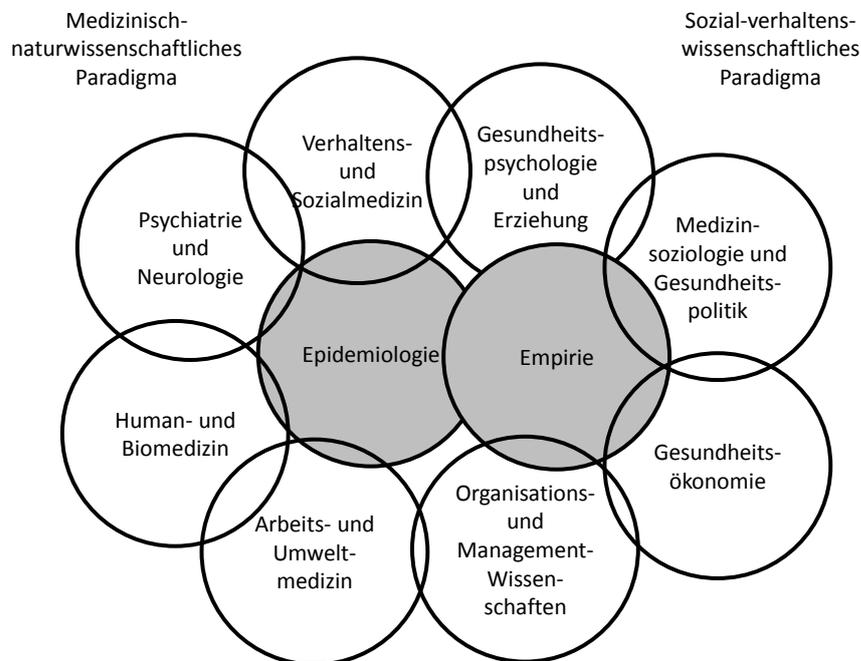 Medizinisch-
naturwissenschaftliches
Paradigma
Sozial-verhaltens-
wissenschaftliches
Paradigma
Verhaltens-
und
Sozialmedizin
Gesundheits-
psychologie
und
Erziehung
Psychiatrie
und
Neurologie
Medizin-
soziologie und
Gesundheits-
politik
Epidemiologie
Empirie
Human- und
Biomedizin
Gesundheits-
ökonomie
Arbeits- und
Umwelt-
medizin
Organisations-
und
Management-
Wissen-
schaften